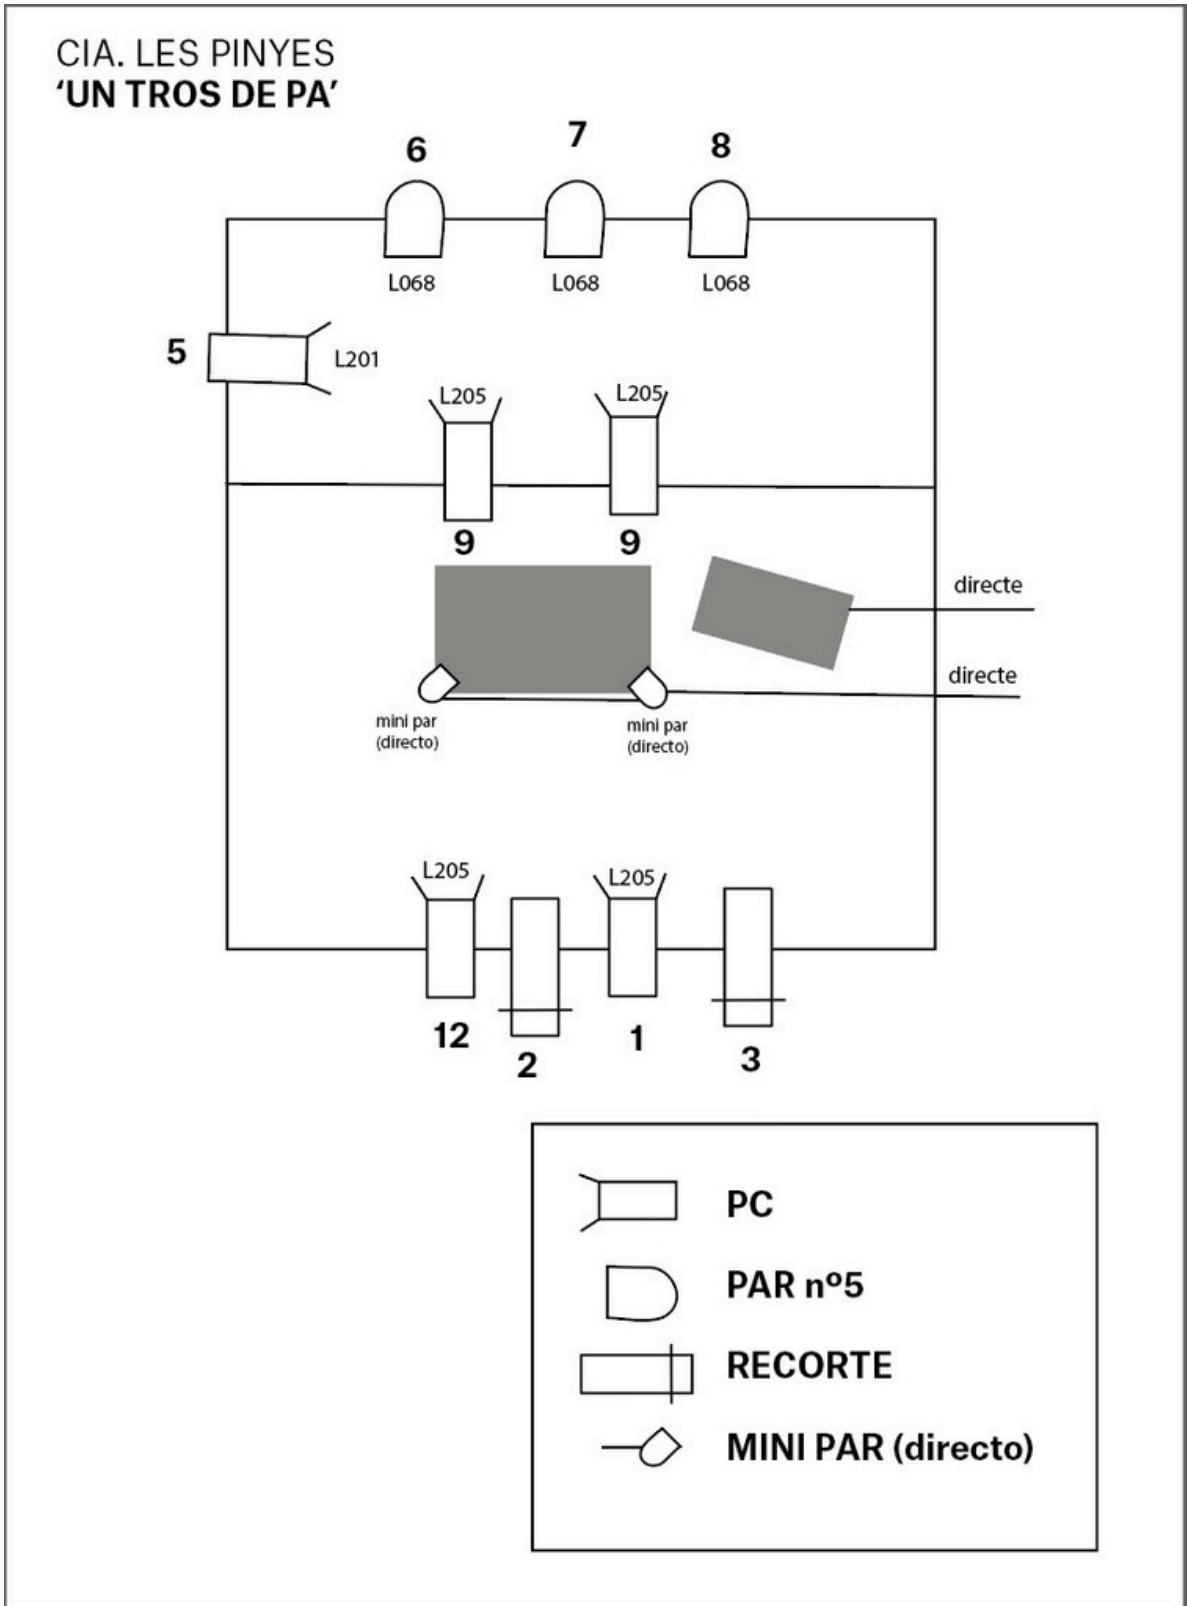 CIA. LES PINYES
‘UN TROS DE PA’
6
7
8
L068
L068
L068
5
L201
L205
L205
9
9
directe
directe
mini par
(directo)
mini par
(directo)
L205
L205
12
2
1
3
PC
PAR nº5
RECORTE
MINI PAR (directo)